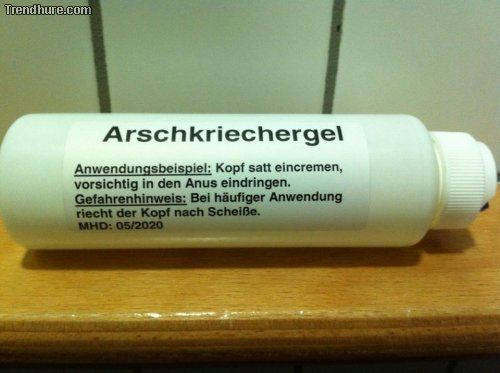 Trendhure.com
Arschkriechergel
Anwendungsbeispiel: Kopf satt eincremen,
vorsichtig in den Anus eindringen.
Gefahrenhinweis: Bei häufiger Anwendung
riecht der Kopf nach Scheiße.
MHD: 05/2020